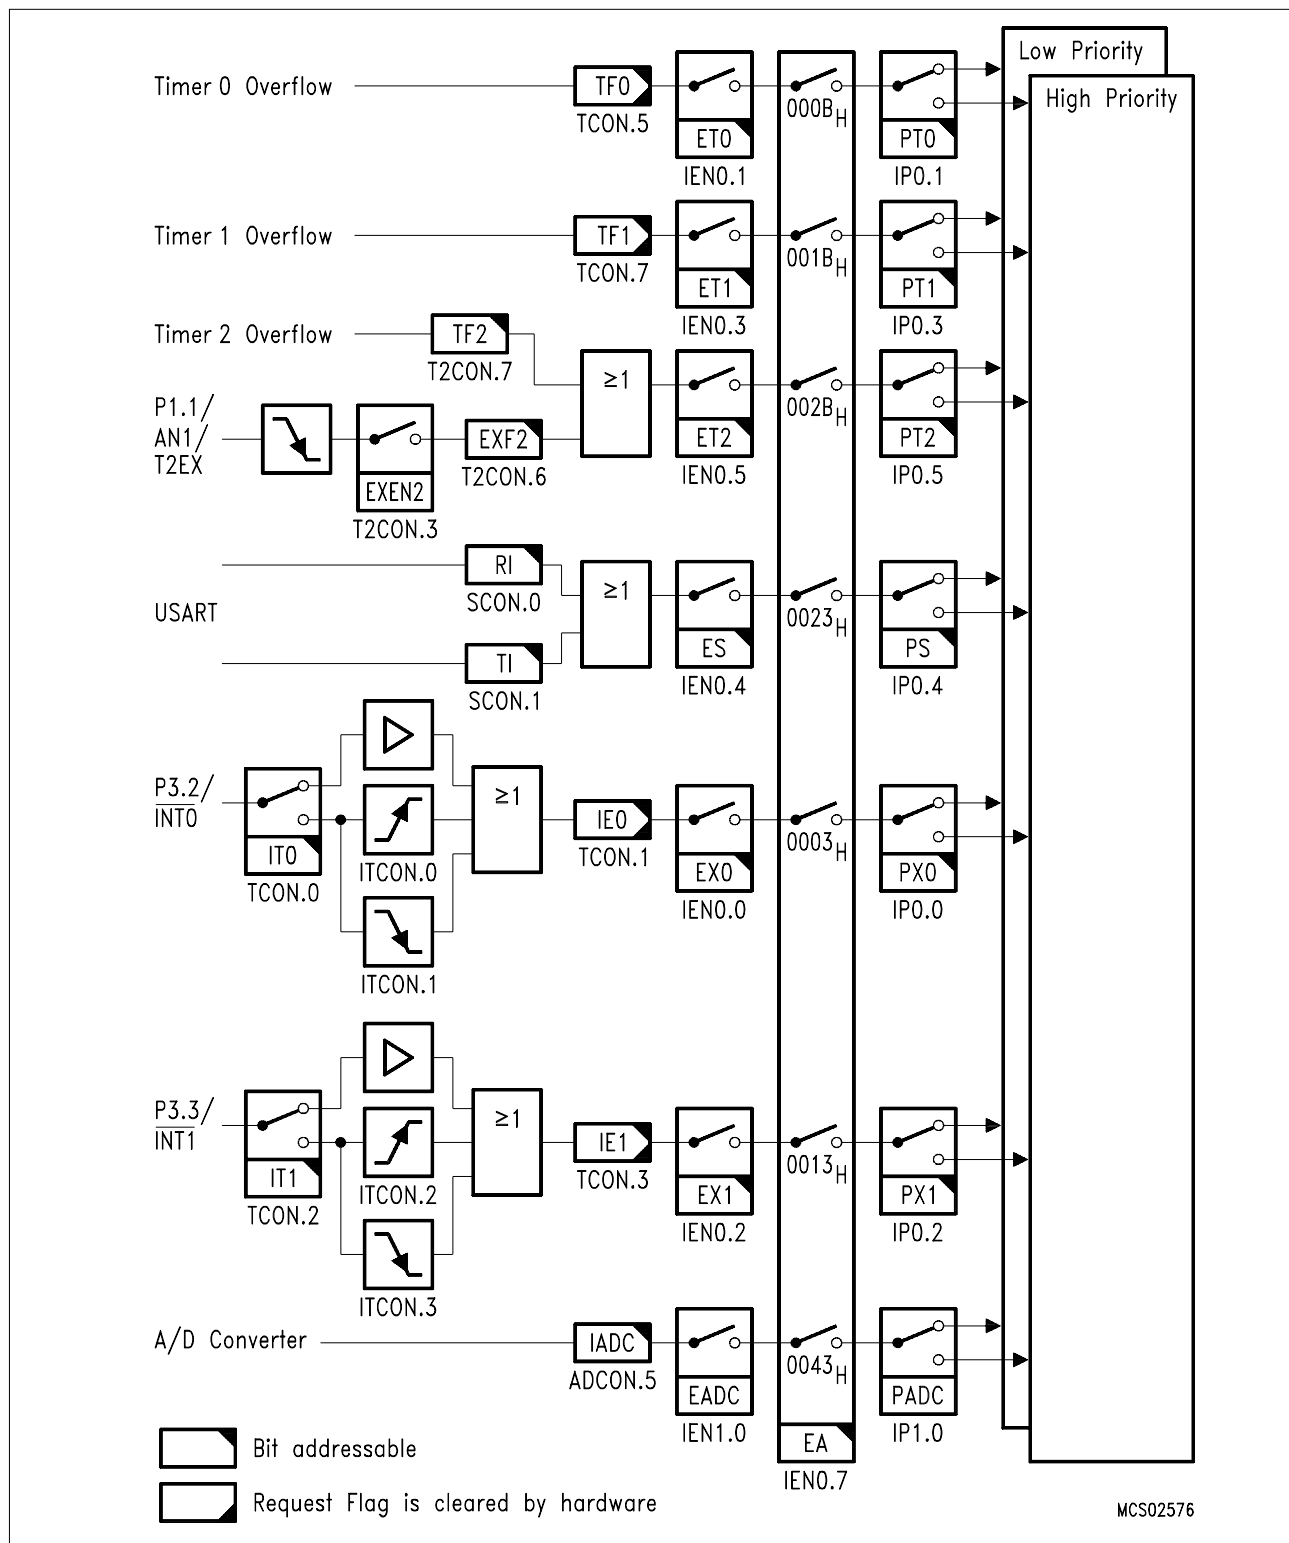 Low Priority
High Priority
Timer 0 Overflow
TF0
TCON.5
ET0
IEN0.1
000BH
PT0
IP0.1
Timer 1 Overflow
TF1
TCON.7
ET1
IEN0.3
001BH
PT1
IP0.3
Timer 2 Overflow
TF2
T2CON.7
P1.1/
AN1/
T2EX
EXEN2
T2CON.3
EXF2
T2CON.6
≥1
ET2
IEN0.5
002BH
PT2
IP0.5
USART
RI
SCON.0
TI
SCON.1
≥1
ES
IEN0.4
0023H
PS
IP0.4
P3.2/
INT0
IT0
TCON.0
ITCON.0
ITCON.1
≥1
IE0
TCON.1
EX0
IEN0.0
0003H
PX0
IP0.0
P3.3/
INT1
IT1
TCON.2
ITCON.2
ITCON.3
≥1
IE1
TCON.3
EX1
IEN0.2
0013H
PX1
IP0.2
A/D Converter
IADC
ADCON.5
EADC
IEN1.0
0043H
PADC
IP1.0
EA
IEN0.7
Bit addressable
Request Flag is cleared by hardware
MCS02576